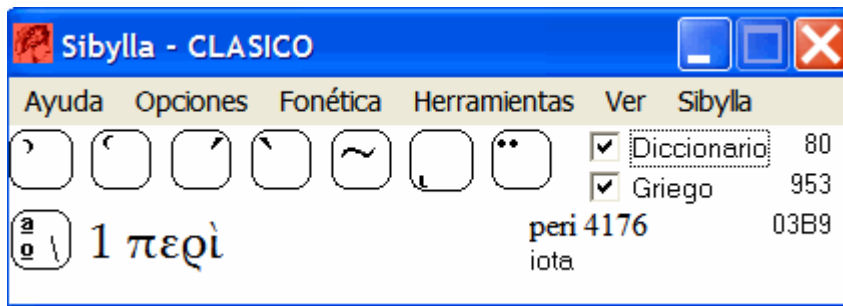 Sibylla - CLASICO
Ayuda Opciones Fonética Herramientas Ver Sibylla
Diccionario 80
Griego 953
a o \ 1 περὶ peri 4176 03B9
iota